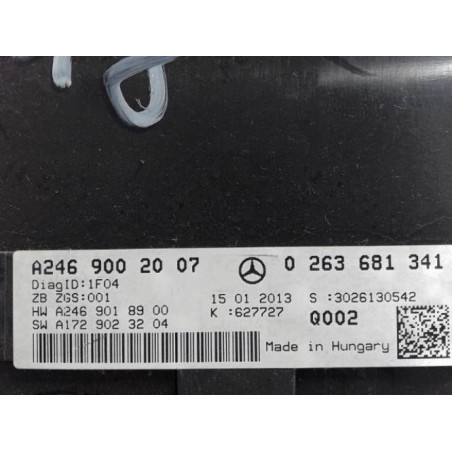 A246 900 20 07 0 263 681 341
DiagID:1F04
ZB ZGS:001 15 01 2013 S :3026130542
HW A246 901 89 00 K :627727 Q002
SW A172 902 32 04
Made in Hungary